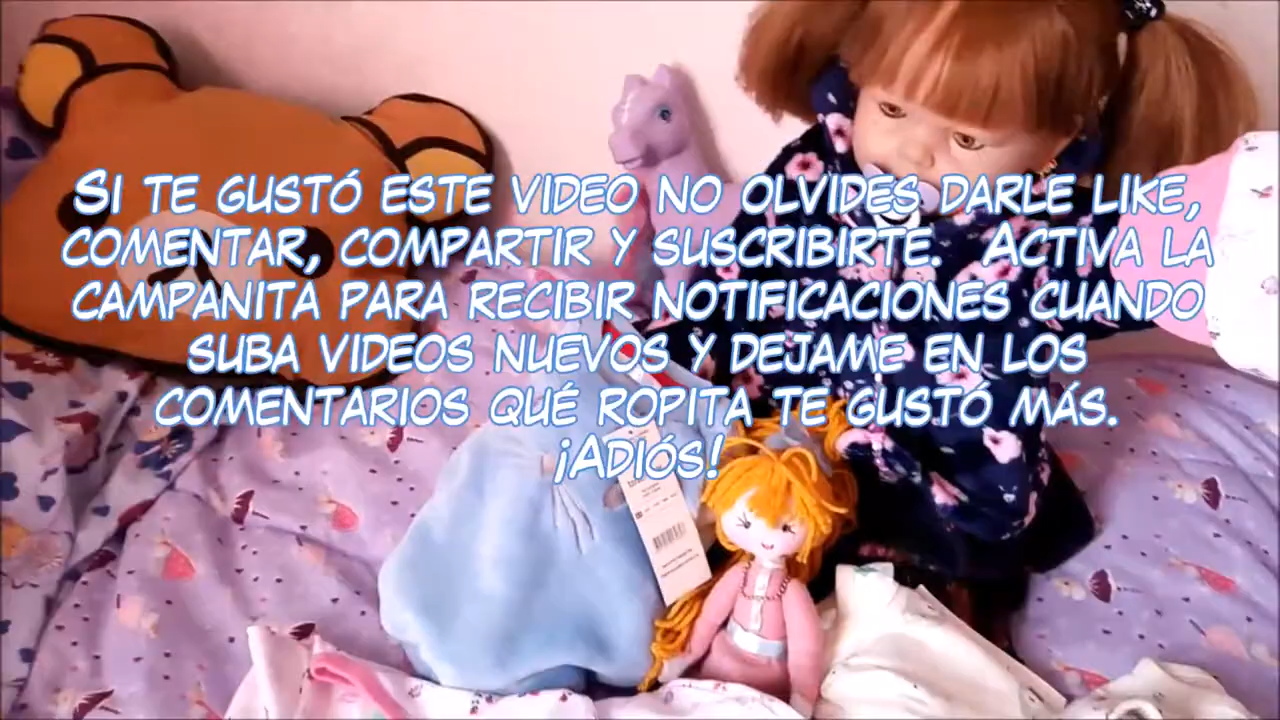 Si te gustó este video no olvides darle like,
comentar, compartir y suscribirte. Activa la
campanita para recibir notificaciones cuando
suba videos nuevos y dejame en los
comentarios qué ropita te gustó más.
¡Adiós!